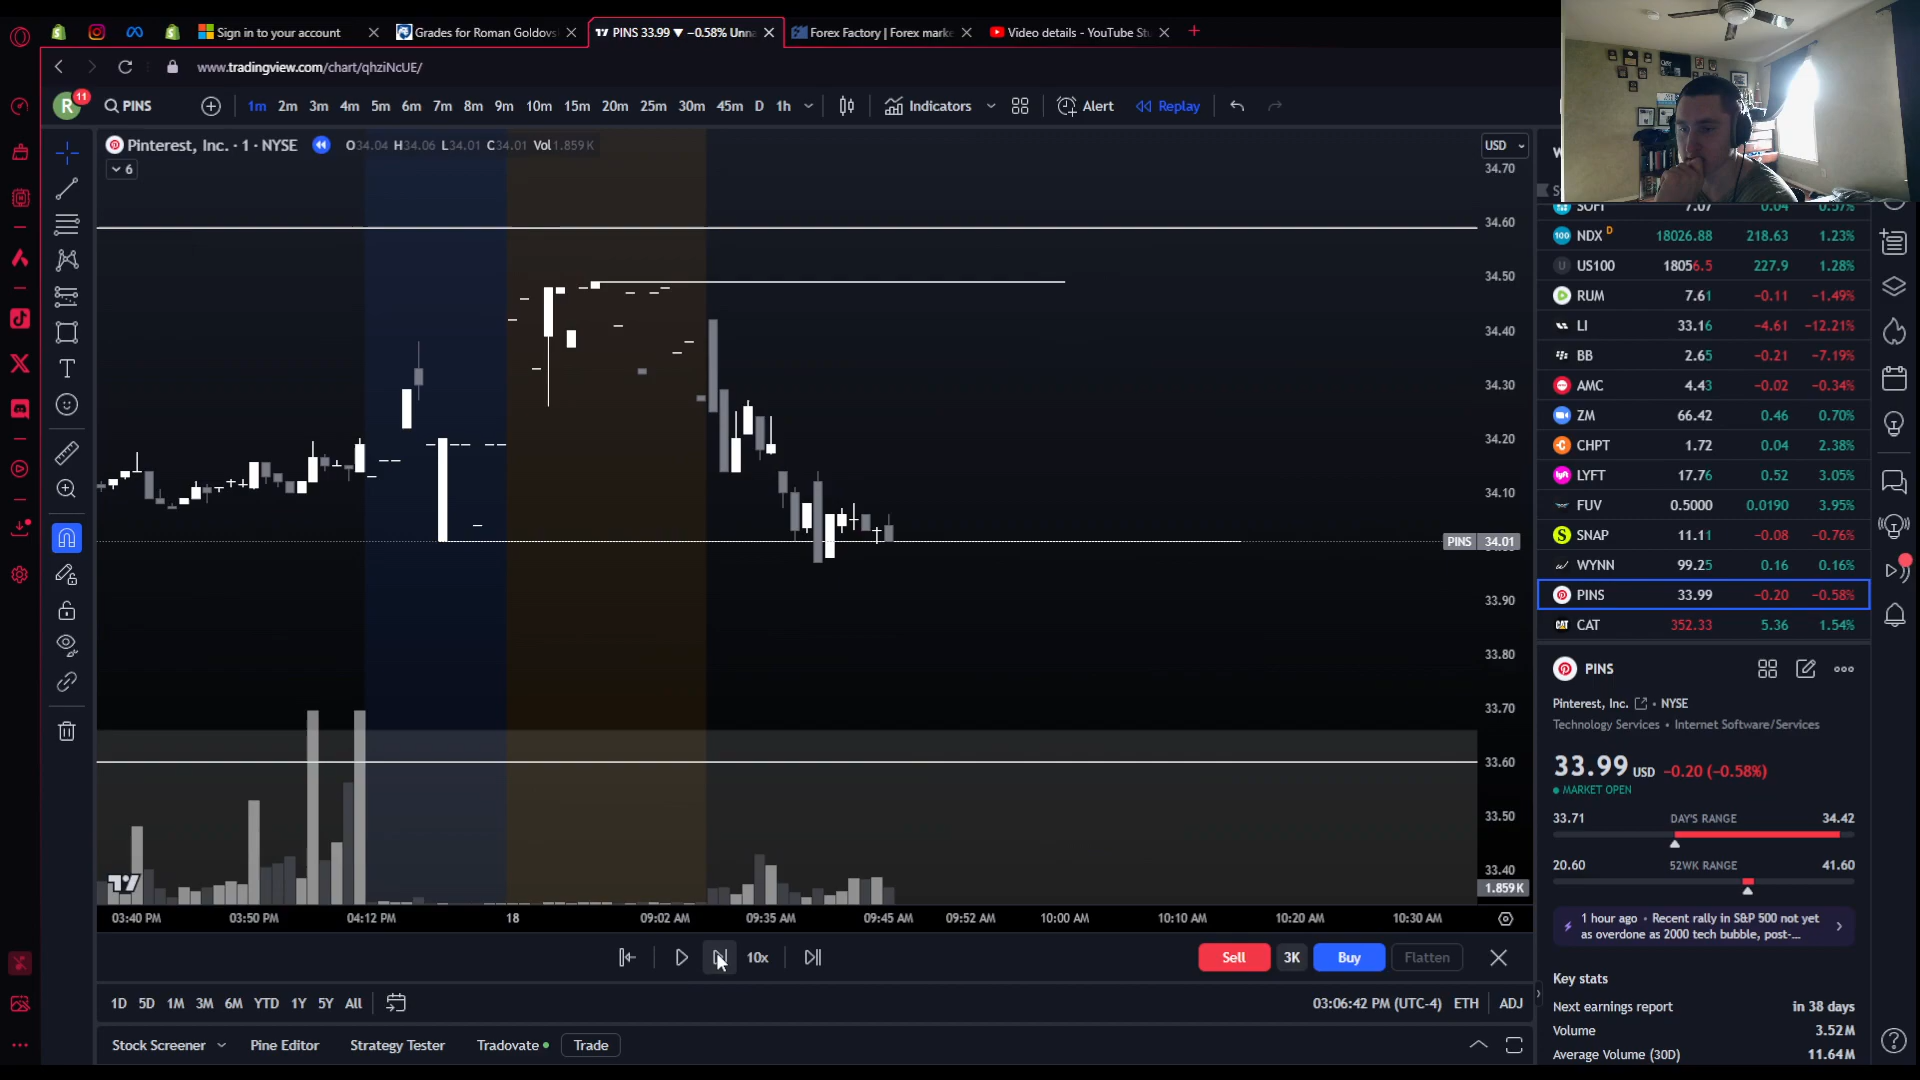 Sign in to your account
Grades for Roman Goldovs
PINS 33.99 ▼ −0.58% Unna
Forex Factory | Forex marke
Video details - YouTube St
www.tradingview.com/chart/qhziNcUE/
R 11 PINS 1m 2m 3m 4m 5m 6m 7m 8m 9m 10m 15m 20m 25m 30m 45m D 1h Indicators Alert Replay
Pinterest, Inc. · 1 · NYSE O34.04 H34.06 L34.01 C34.01 Vol1.859K
6
USD
34.70
34.60
34.50
34.40
34.30
34.20
34.10
PINS 34.01
33.90
33.80
33.70
33.60
33.50
33.40
1.859K
03:40 PM 03:50 PM 04:12 PM 18 09:02 AM 09:35 AM 09:45 AM 09:52 AM 10:00 AM 10:10 AM 10:20 AM 10:30 AM
10x
Sell 3K Buy Flatten
1D 5D 1M 3M 6M YTD 1Y 5Y All
03:06:42 PM (UTC-4) ETH ADJ
Stock Screener Pine Editor Strategy Tester Tradovate Trade
SOFI 7.07 0.04 0.57%
NDX D 18026.88 218.63 1.23%
US100 18056.5 227.9 1.28%
RUM 7.61 −0.11 −1.49%
LI 33.16 −4.61 −12.21%
BB 2.65 −0.21 −7.19%
AMC 4.43 −0.02 −0.34%
ZM 66.42 0.46 0.70%
CHPT 1.72 0.04 2.38%
LYFT 17.76 0.52 3.05%
FUV 0.5000 0.0190 3.95%
SNAP 11.11 −0.08 −0.76%
WYNN 99.25 0.16 0.16%
PINS 33.99 −0.20 −0.58%
CAT 352.33 5.36 1.54%
PINS
Pinterest, Inc. • NYSE
Technology Services • Internet Software/Services
33.99 USD −0.20 (−0.58%)
MARKET OPEN
33.71 DAY'S RANGE 34.42
20.60 52WK RANGE 41.60
1 hour ago • Recent rally in S&P 500 not yet
as overdone as 2000 tech bubble, post-...
Key stats
Next earnings report in 38 days
Volume 3.52M
Average Volume (30D) 11.64M